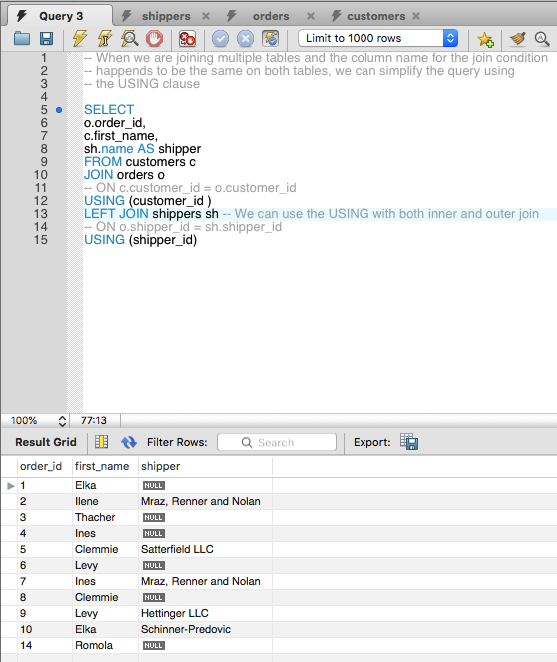 Query 3
shippers
orders
customers
Limit to 1000 rows
1 -- When we are joining multiple tables and the column name for the join condition
2 -- happends to be the same on both tables, we can simplify the query using
3 -- the USING clause
4
5 SELECT
6 o.order_id,
7 c.first_name,
8 sh.name AS shipper
9 FROM customers c
10 JOIN orders o
11 -- ON c.customer_id = o.customer_id
12 USING (customer_id )
13 LEFT JOIN shippers sh -- We can use the USING with both inner and outer join
14 -- ON o.shipper_id = sh.shipper_id
15 USING (shipper_id)
100% 77:13
Result Grid Filter Rows: Search Export:
order_id first_name shipper
1 Elka NULL
2 Ilene Mraz, Renner and Nolan
3 Thacher NULL
4 Ines NULL
5 Clemmie Satterfield LLC
6 Levy NULL
7 Ines Mraz, Renner and Nolan
8 Clemmie NULL
9 Levy Hettinger LLC
10 Elka Schinner-Predovic
14 Romola NULL